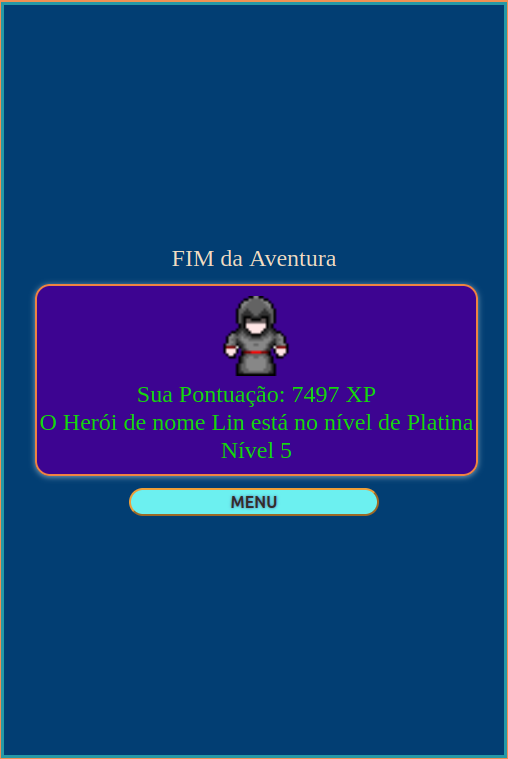 FIM da Aventura
Sua Pontuação: 7497 XP
O Herói de nome Lin está no nível de Platina
Nível 5
MENU